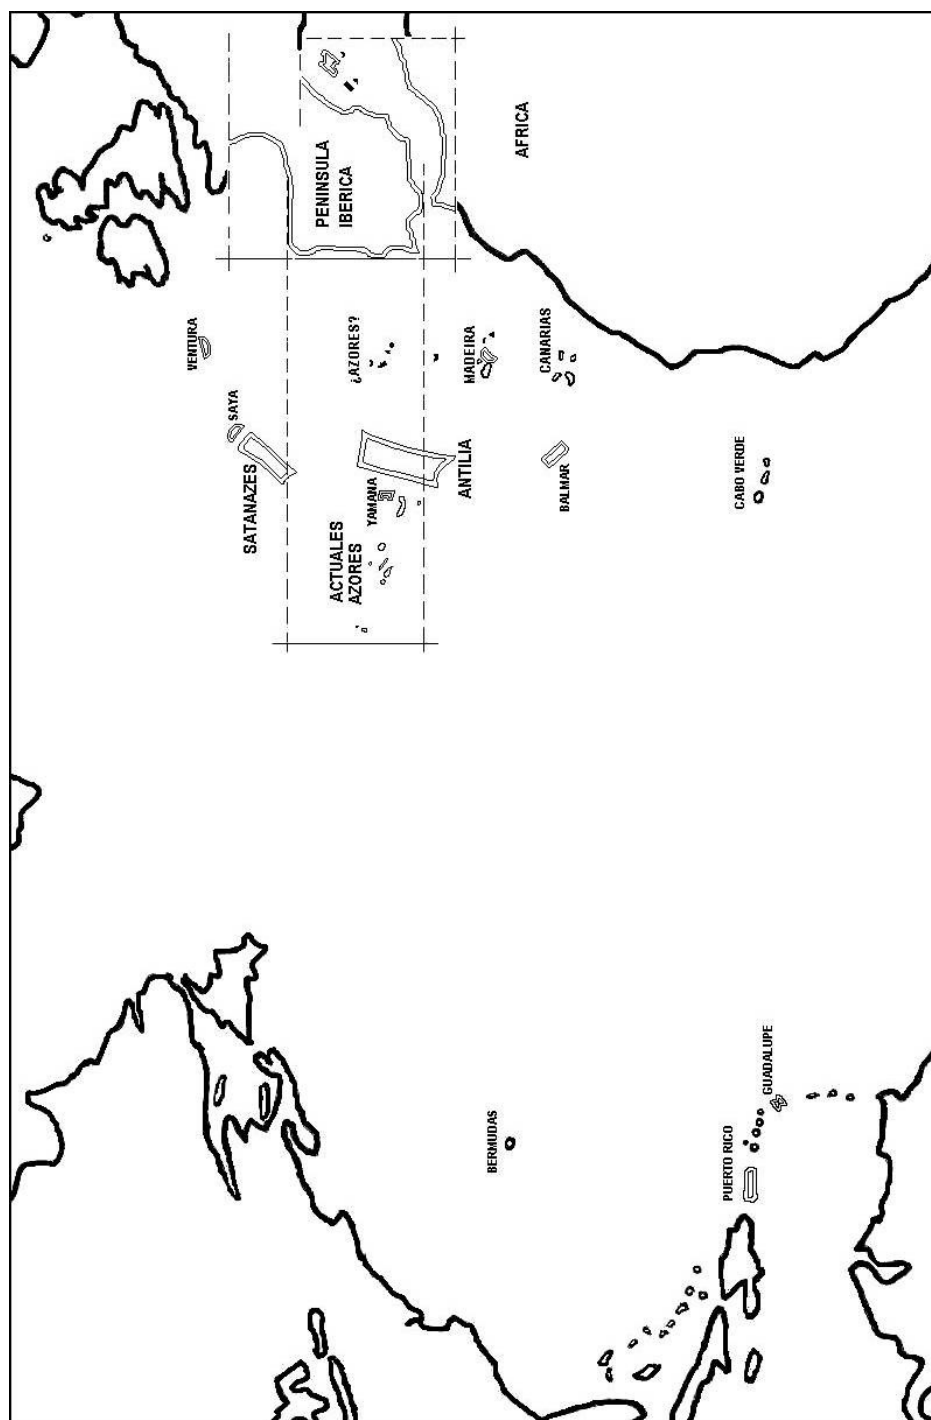 VENTURA
SAYA
SATANAZES
PENINSULA
IBERICA
AFRICA
¿AZORES?
MADEIRA
CANARIAS
ANTILIA
YAMANA
ACTUALES
AZORES
BALMAR
CABO VERDE
BERMUDAS
PUERTO RICO
GUADALUPE